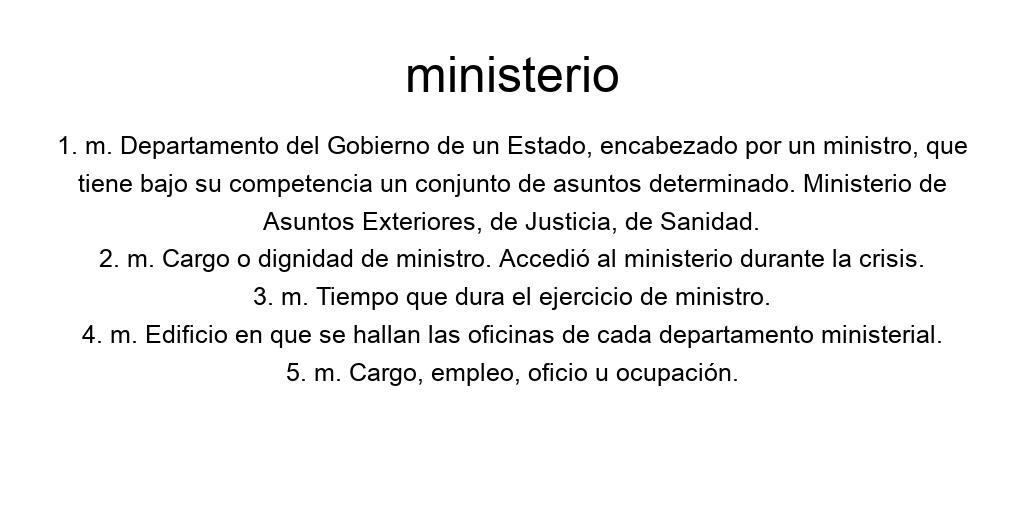 ministerio
1. m. Departamento del Gobierno de un Estado, encabezado por un ministro, que
tiene bajo su competencia un conjunto de asuntos determinado. Ministerio de
Asuntos Exteriores, de Justicia, de Sanidad.
2. m. Cargo o dignidad de ministro. Accedió al ministerio durante la crisis.
3. m. Tiempo que dura el ejercicio de ministro.
4. m. Edificio en que se hallan las oficinas de cada departamento ministerial.
5. m. Cargo, empleo, oficio u ocupación.